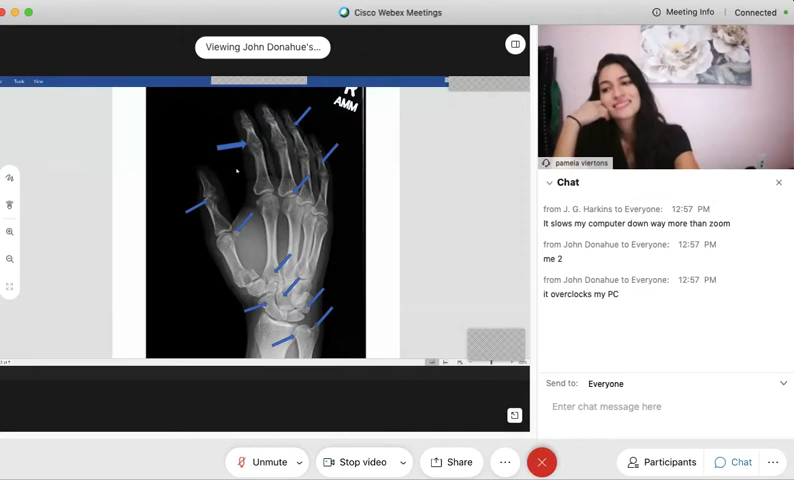 Cisco Webex Meetings
Meeting Info
Connected
Viewing John Donahue's...
Tools View
R
AMM
pamela viertons
Chat
from J. G. Harkins to Everyone: 12:57 PM
It slows my computer down way more than zoom
from John Donahue to Everyone: 12:57 PM
me 2
from John Donahue to Everyone: 12:57 PM
it overclocks my PC
Send to: Everyone
Enter chat message here
Unmute
Stop video
Share
Participants
Chat